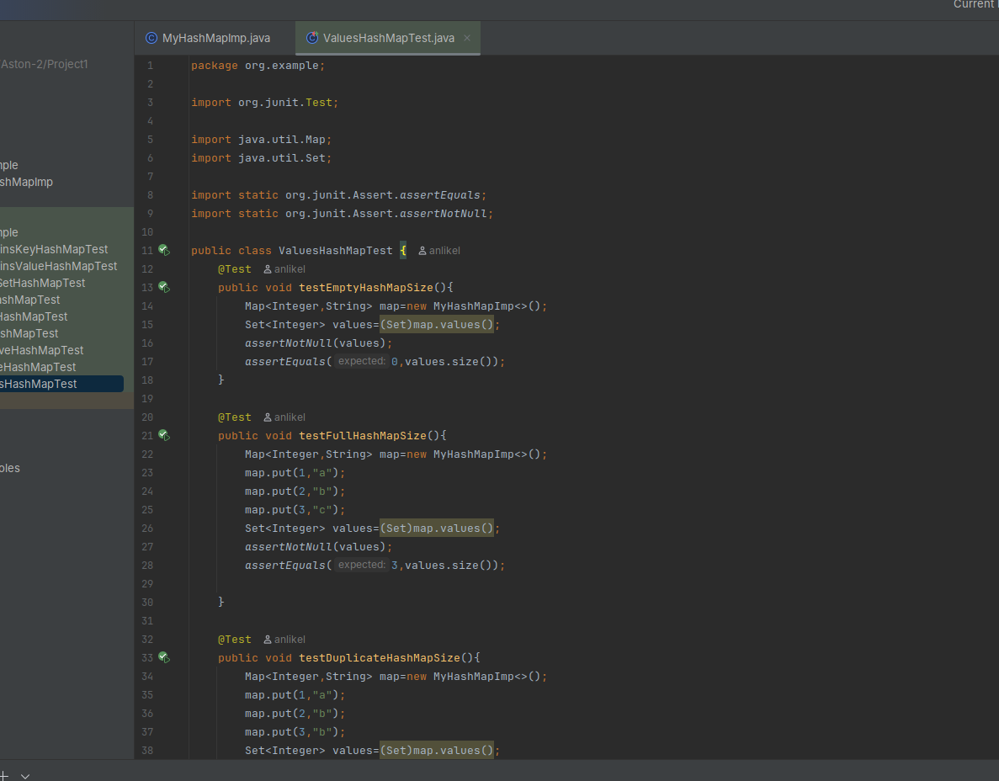 Current
MyHashMapImp.java
ValuesHashMapTest.java
/Aston-2/Project1
shMapImp
insKeyHashMapTest
insValueHashMapTest
SetHashMapTest
ashMapTest
HashMapTest
shMapTest
veHashMapTest
eHashMapTest
sHashMapTest
1 package org.example;
2
3 import org.junit.Test;
4
5 import java.util.Map;
6 import java.util.Set;
7
8 import static org.junit.Assert.assertEquals;
9 import static org.junit.Assert.assertNotNull;
10
11 public class ValuesHashMapTest { anlikel
12 @Test anlikel
13 public void testEmptyHashMapSize(){
14 Map<Integer,String> map=new MyHashMapImp<>();
15 Set<Integer> values=(Set)map.values();
16 assertNotNull(values);
17 assertEquals( expected: 0,values.size());
18 }
19
20 @Test anlikel
21 public void testFullHashMapSize(){
22 Map<Integer,String> map=new MyHashMapImp<>();
23 map.put(1,"a");
24 map.put(2,"b");
25 map.put(3,"c");
26 Set<Integer> values=(Set)map.values();
27 assertNotNull(values);
28 assertEquals( expected: 3,values.size());
29
30 }
31
32 @Test anlikel
33 public void testDuplicateHashMapSize(){
34 Map<Integer,String> map=new MyHashMapImp<>();
35 map.put(1,"a");
36 map.put(2,"b");
37 map.put(3,"b");
38 Set<Integer> values=(Set)map.values();